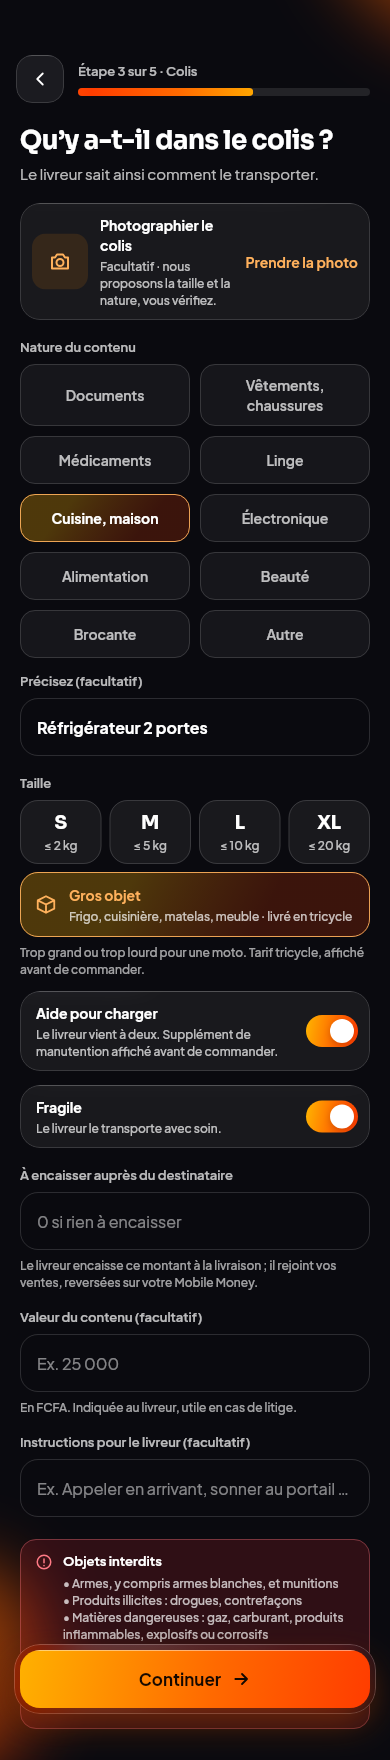 Étape 3 sur 5 · Colis
Qu’y a-t-il dans le colis ?
Le livreur sait ainsi comment le transporter.
Photographier le
colis
Facultatif · nous
proposons la taille et la
nature, vous vérifiez.
Prendre la photo
Nature du contenu
Documents
Vêtements,
chaussures
Médicaments
Linge
Cuisine, maison
Électronique
Alimentation
Beauté
Brocante
Autre
Précisez (facultatif)
Réfrigérateur 2 portes
Taille
S
≤ 2 kg
M
≤ 5 kg
L
≤ 10 kg
XL
≤ 20 kg
Gros objet
Frigo, cuisinière, matelas, meuble · livré en tricycle
Trop grand ou trop lourd pour une moto. Tarif tricycle, affiché
avant de commander.
Aide pour charger
Le livreur vient à deux. Supplément de
manutention affiché avant de commander.
Fragile
Le livreur le transporte avec soin.
À encaisser auprès du destinataire
0 si rien à encaisser
Le livreur encaisse ce montant à la livraison ; il rejoint vos
ventes, reversées sur votre Mobile Money.
Valeur du contenu (facultatif)
Ex. 25 000
En FCFA. Indiquée au livreur, utile en cas de litige.
Instructions pour le livreur (facultatif)
Ex. Appeler en arrivant, sonner au portail ...
Objets interdits
• Armes, y compris armes blanches, et munitions
• Produits illicites : drogues, contrefaçons
• Matières dangereuses : gaz, carburant, produits
inflammables, explosifs ou corrosifs
Continuer →